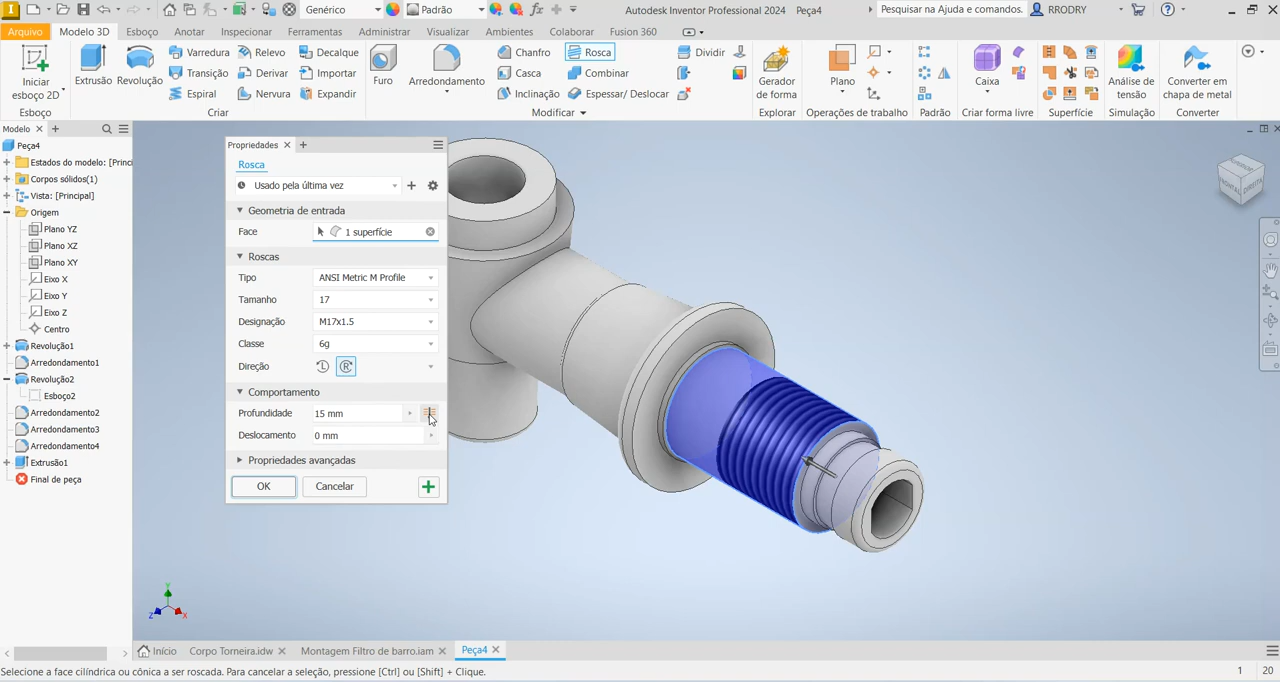 Genérico
Padrão
Autodesk Inventor Professional 2024 Peça4
Pesquisar na Ajuda e comandos.
RRODRY
Arquivo
Modelo 3D
Esboço
Anotar
Inspecionar
Ferramentas
Administrar
Visualizar
Ambientes
Colaborar
Fusion 360
Iniciar
esboço 2D
Esboço
Extrusão
Revolução
Varredura
Transição
Espiral
Relevo
Derivar
Nervura
Decalque
Importar
Expandir
Criar
Furo
Arredondamento
Chanfro
Casca
Inclinação
Rosca
Combinar
Espessar/ Deslocar
Dividir
Modificar
Gerador
de forma
Explorar
Plano
Operações de trabalho
Padrão
Caixa
Criar forma livre
Superfície
Análise de
tensão
Simulação
Converter em
chapa de metal
Converter
Modelo
Peça4
Estados do modelo: [Princi
Corpos sólidos(1)
Vista: [Principal]
Origem
Plano YZ
Plano XZ
Plano XY
Eixo X
Eixo Y
Eixo Z
Centro
Revolução1
Arredondamento1
Revolução2
Esboço2
Arredondamento2
Arredondamento3
Arredondamento4
Extrusão1
Final de peça
Propriedades
Rosca
Usado pela última vez
Geometria de entrada
Face 1 superfície
Roscas
Tipo ANSI Metric M Profile
Tamanho 17
Designação M17x1.5
Classe 6g
Direção
Comportamento
Profundidade 15 mm
Deslocamento 0 mm
Propriedades avançadas
OK Cancelar
FRONTAL DIREITA
Y
Z X
Início Corpo Torneira.idw Montagem Filtro de barro.iam Peça4
Selecione a face cilíndrica ou cônica a ser roscada. Para cancelar a seleção, pressione [Ctrl] ou [Shift] + Clique.
1 20